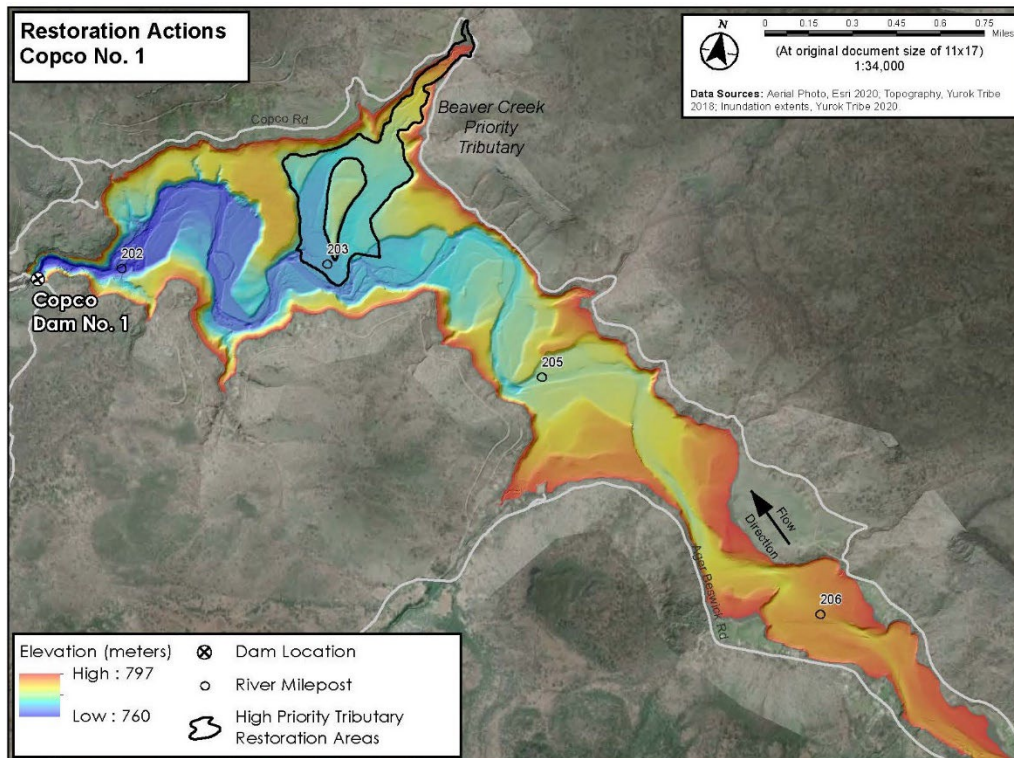 Restoration Actions
Copco No. 1
N
0 0.15 0.3 0.45 0.6 0.75
Miles
(At original document size of 11x17)
1:34,000
Data Sources: Aerial Photo, Esri 2020; Topography, Yurok Tribe
2018; Inundation extents, Yurok Tribe 2020.
Copco Rd
Beaver Creek
Priority
Tributary
202
203
Copco
Dam No. 1
205
Flow
Direction
Ager Beswick Rd
206
Elevation (meters)
High : 797
Low : 760
Dam Location
River Milepost
High Priority Tributary
Restoration Areas